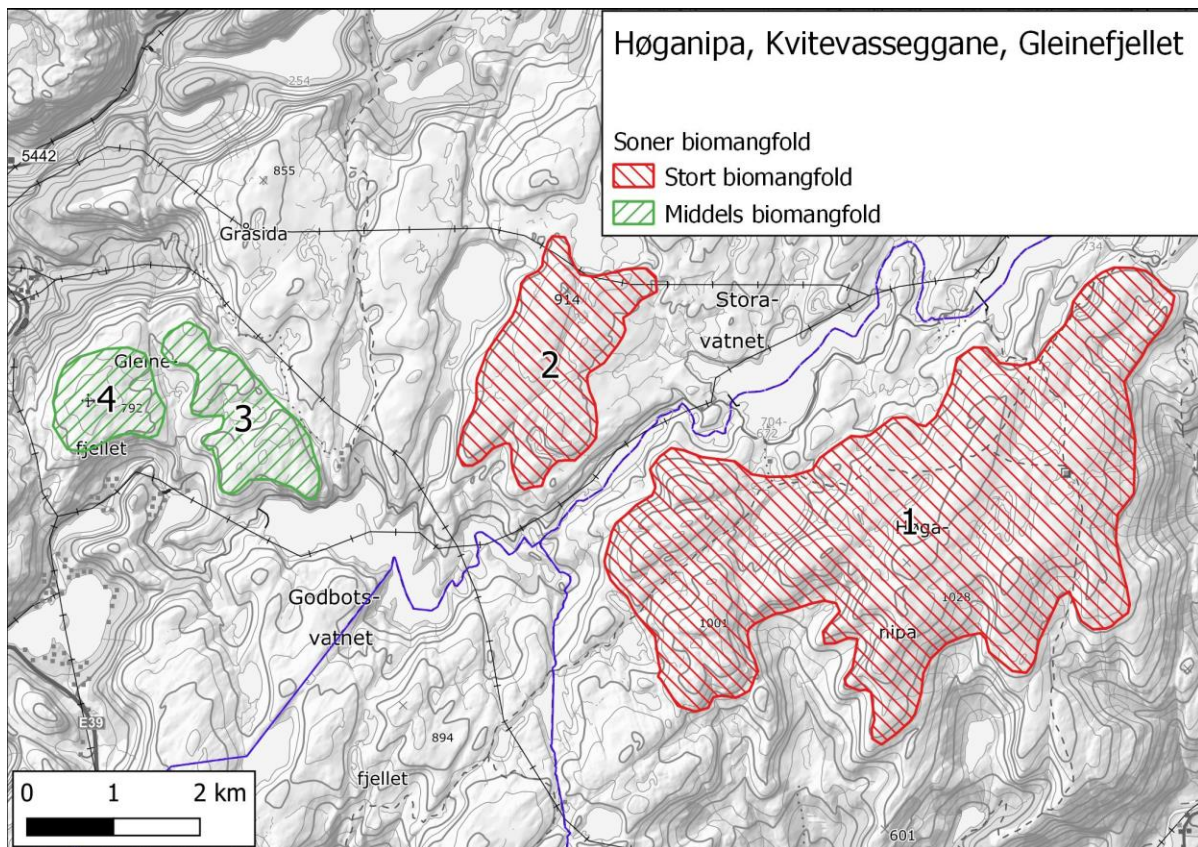 Høganipa, Kvitevasseggane, Gleinefjellet
Soner biomangfold
Stort biomangfold
Middels biomangfold
254
5442
855
Gråsida
734
914
2
Stora-
vatnet
Gleine-
4
792
3
fjellet
704-
672
1
Høga-
1001
1028
nipa
Godbots-
vatnet
E39
894
fjellet
601
0 1 2 km